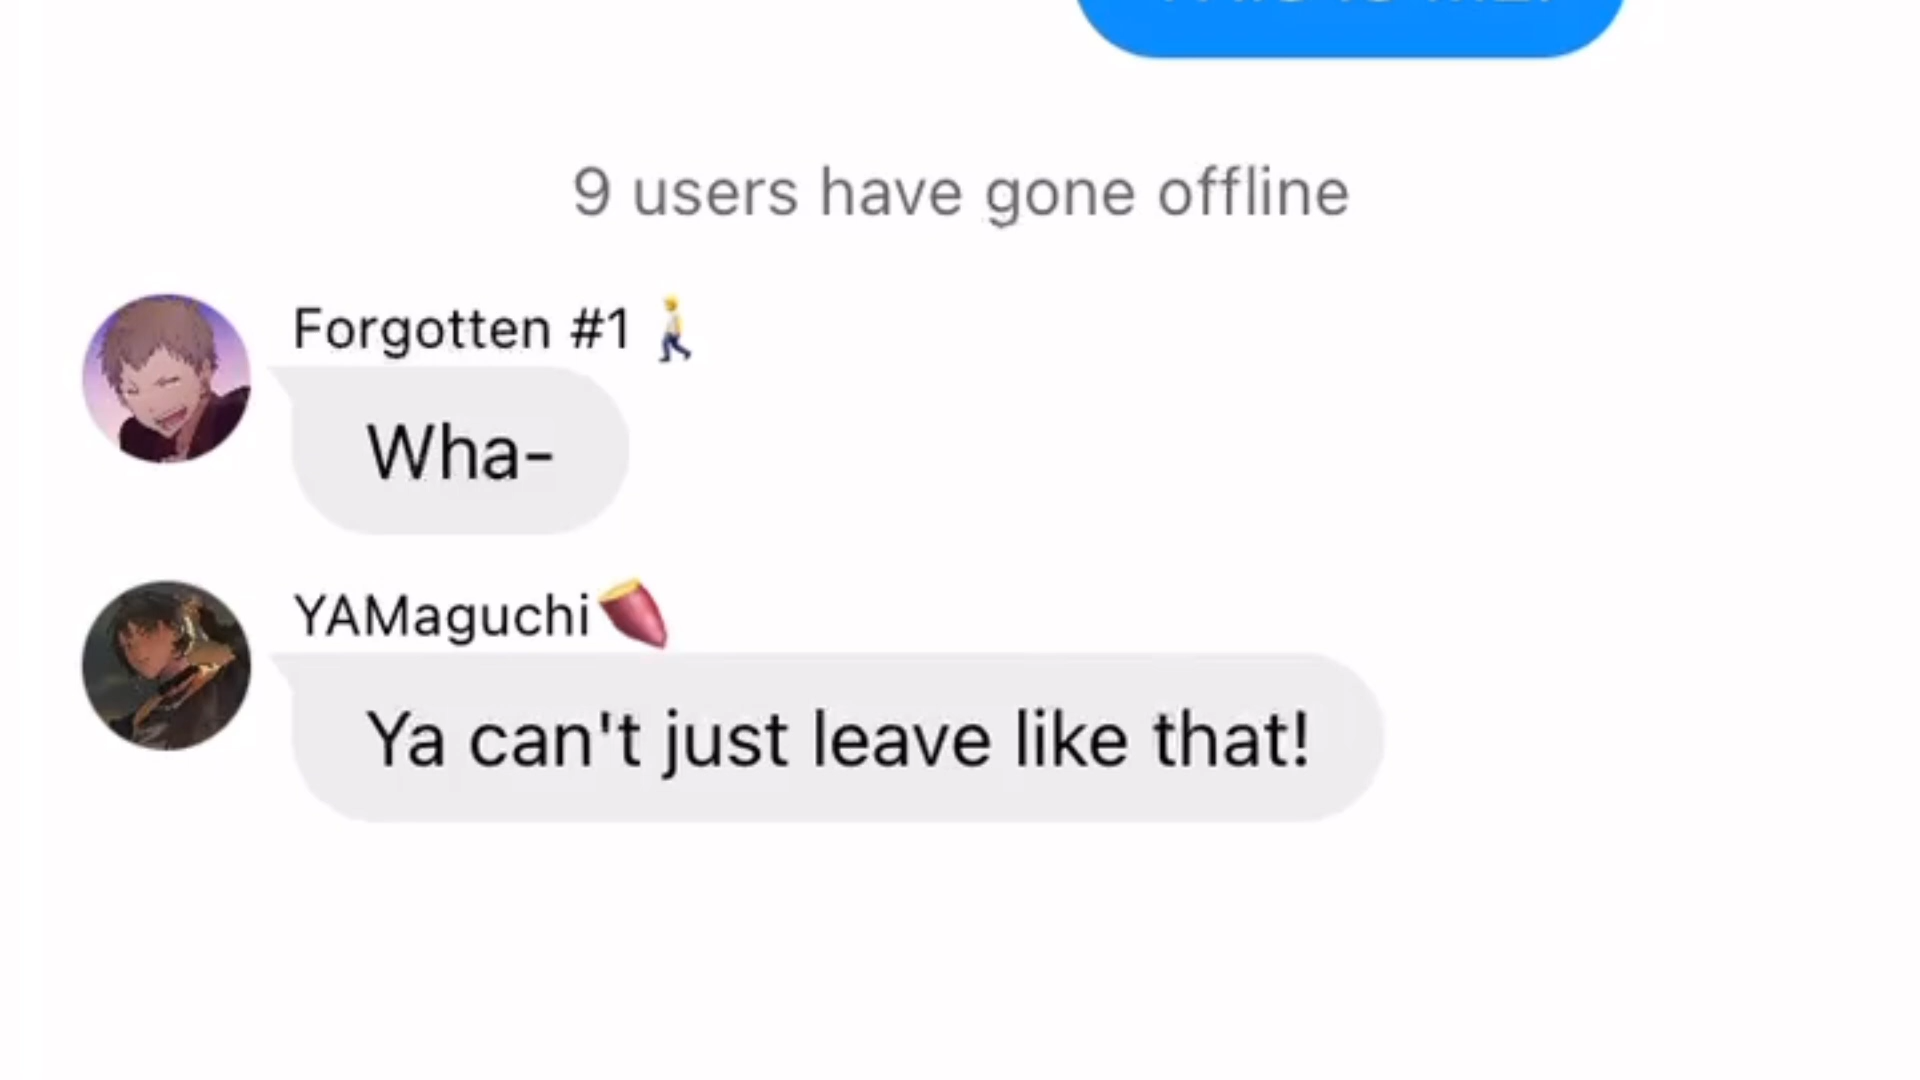 9 users have gone offline
Forgotten #1 🚶
Wha-
YAMaguchi🍠
Ya can't just leave like that!